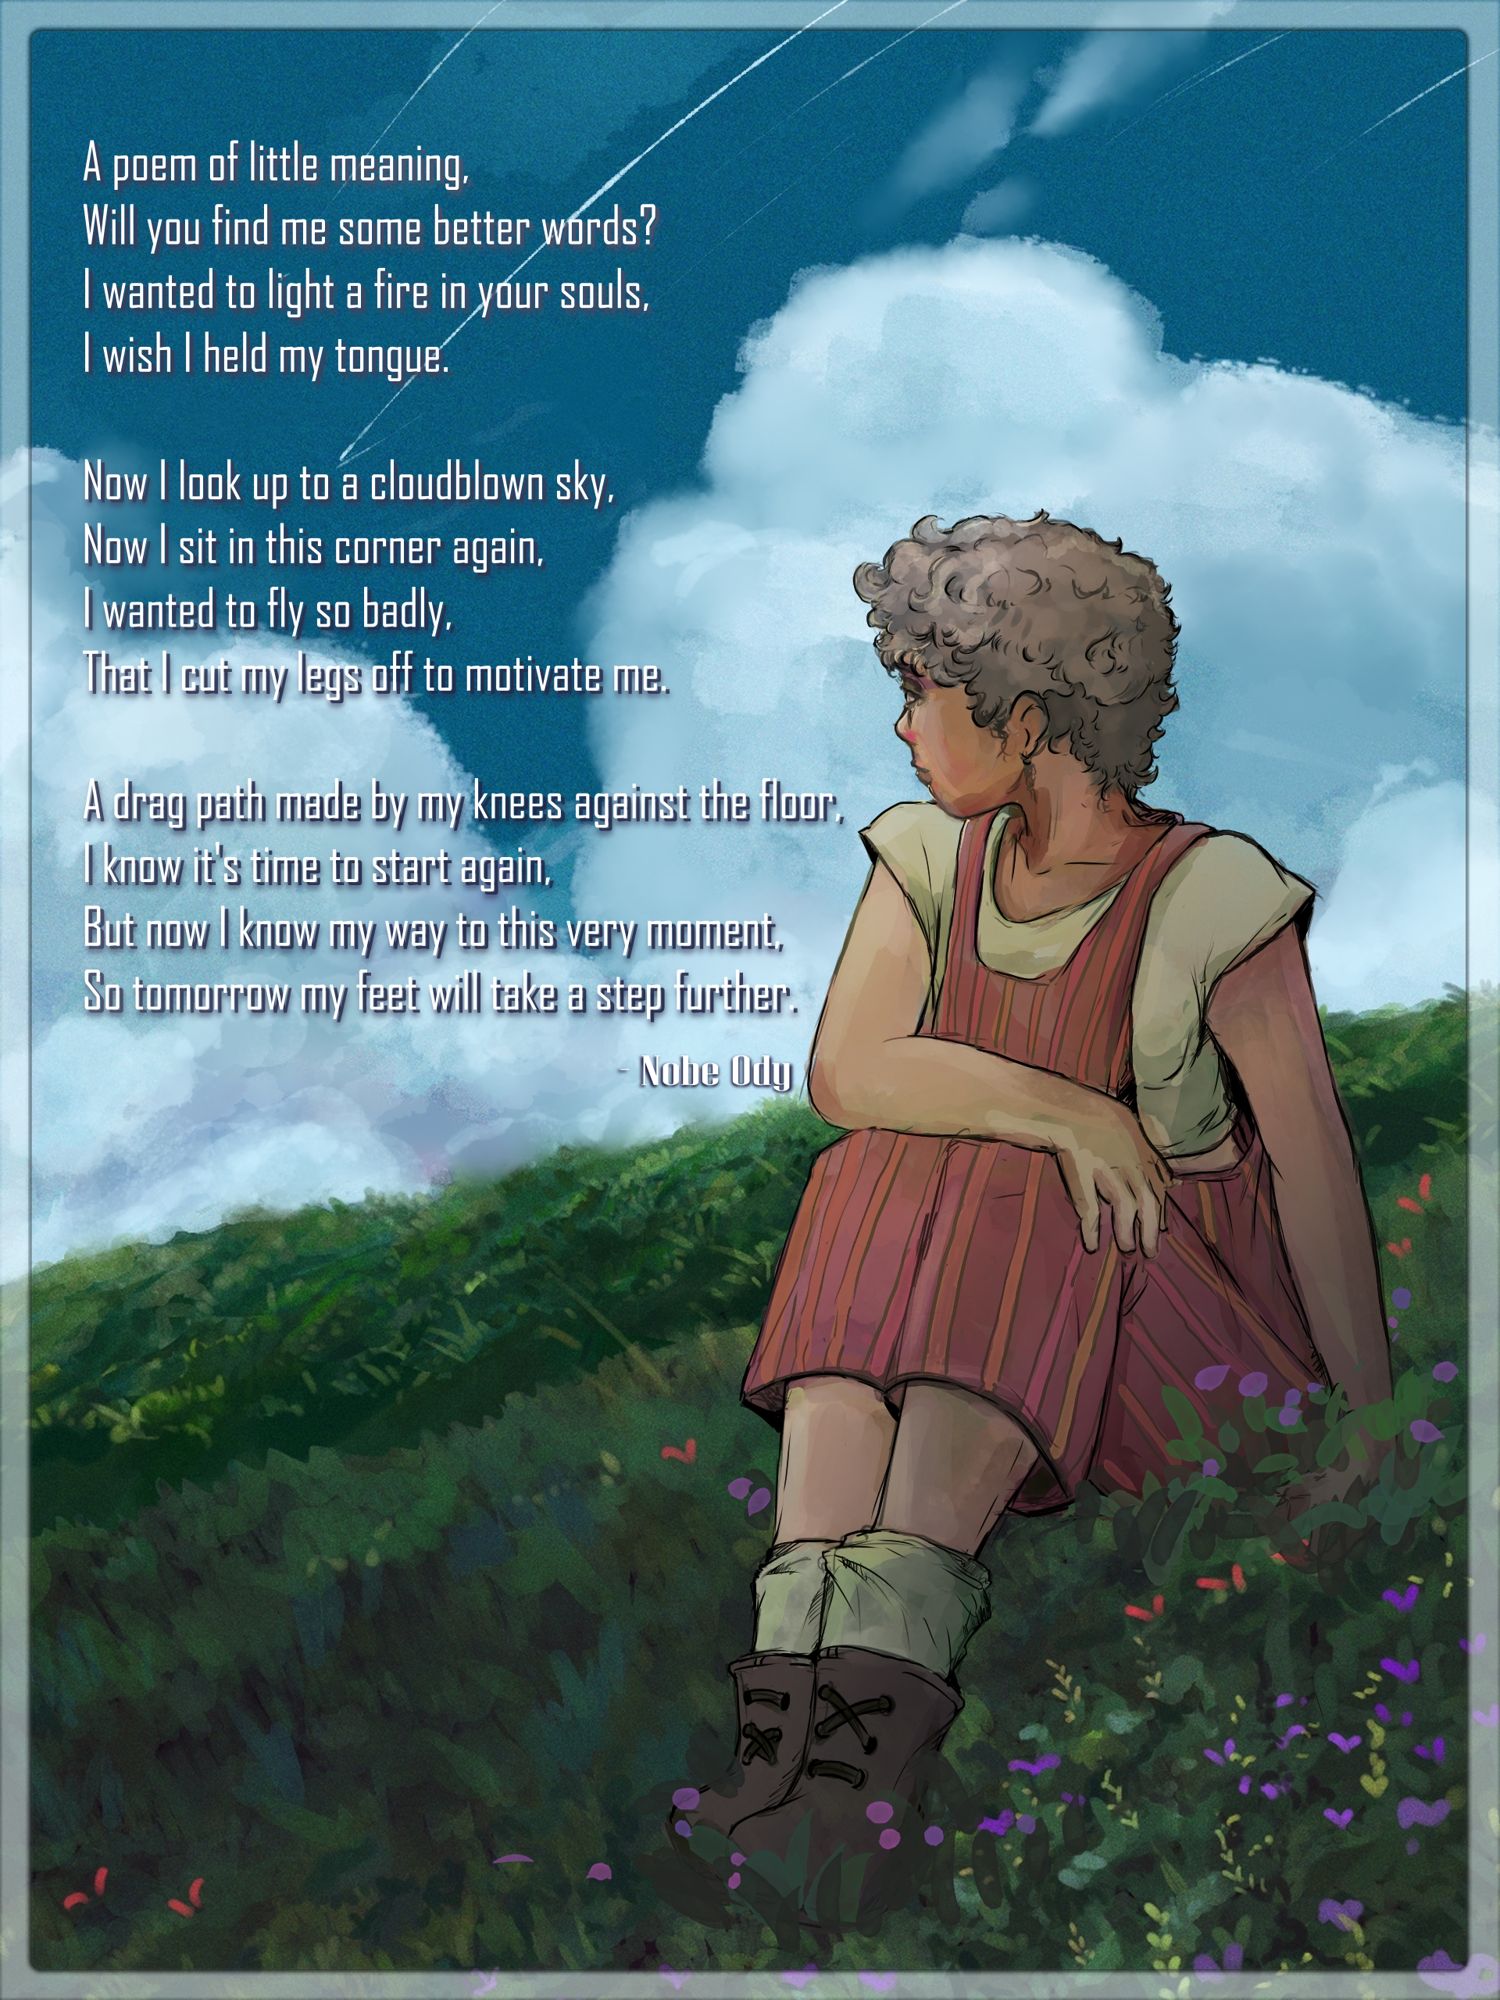 A poem of little meaning,
Will you find me some better words?
I wanted to light a fire in your souls,
I wish I held my tongue.
Now I look up to a cloudblown sky,
Now I sit in this corner again,
I wanted to fly so badly,
That I cut my legs off to motivate me.
A drag path made by my knees against the floor,
I know it's time to start again,
But now I know my way to this very moment,
So tomorrow my feet will take a step further.
- Nobe Ody